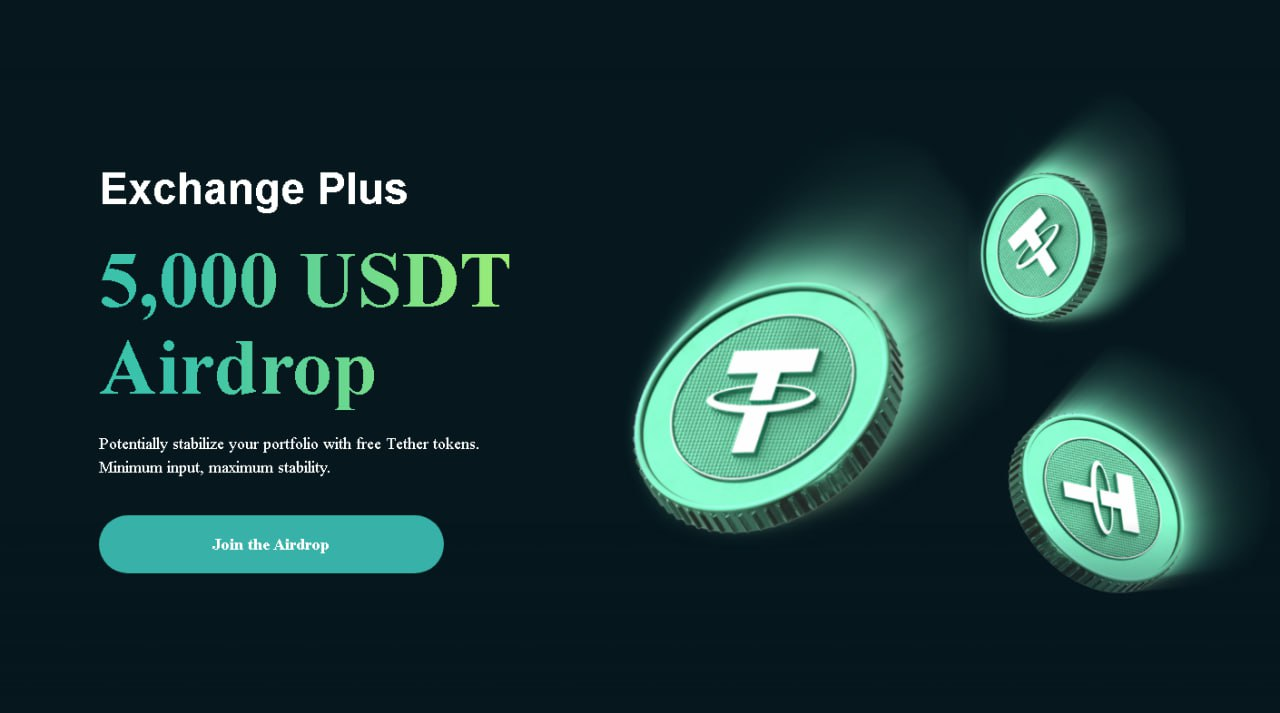 Exchange Plus
5,000 USDT
Airdrop
Potentially stabilize your portfolio with free Tether tokens.
Minimum input, maximum stability.
Join the Airdrop